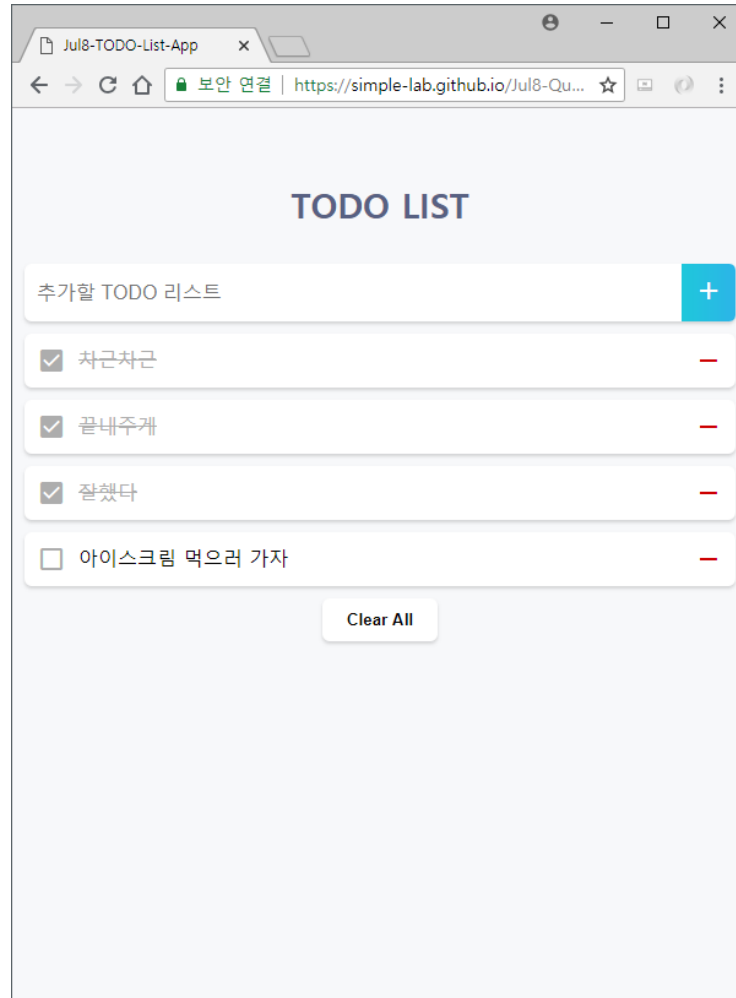 Jul8-TODO-List-App
보안 연결 | https://simple-lab.github.io/Jul8-Qu...
TODO LIST
추가할 TODO 리스트
+
차근차근
끝내주게
잘했다
아이스크림 먹으러 가자
Clear All